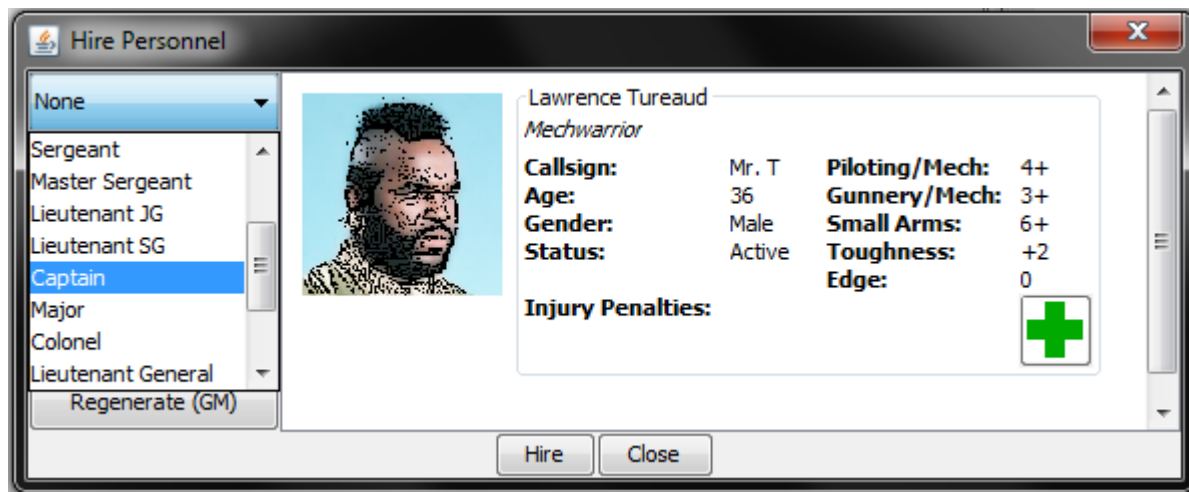 Hire Personnel
None
Sergeant
Master Sergeant
Lieutenant JG
Lieutenant SG
Captain
Major
Colonel
Lieutenant General
Regenerate (GM)
Lawrence Tureaud
Mechwarrior
Callsign: Mr. T Piloting/Mech: 4+
Age: 36 Gunnery/Mech: 3+
Gender: Male Small Arms: 6+
Status: Active Toughness: +2
Edge: 0
Injury Penalties:
Hire Close